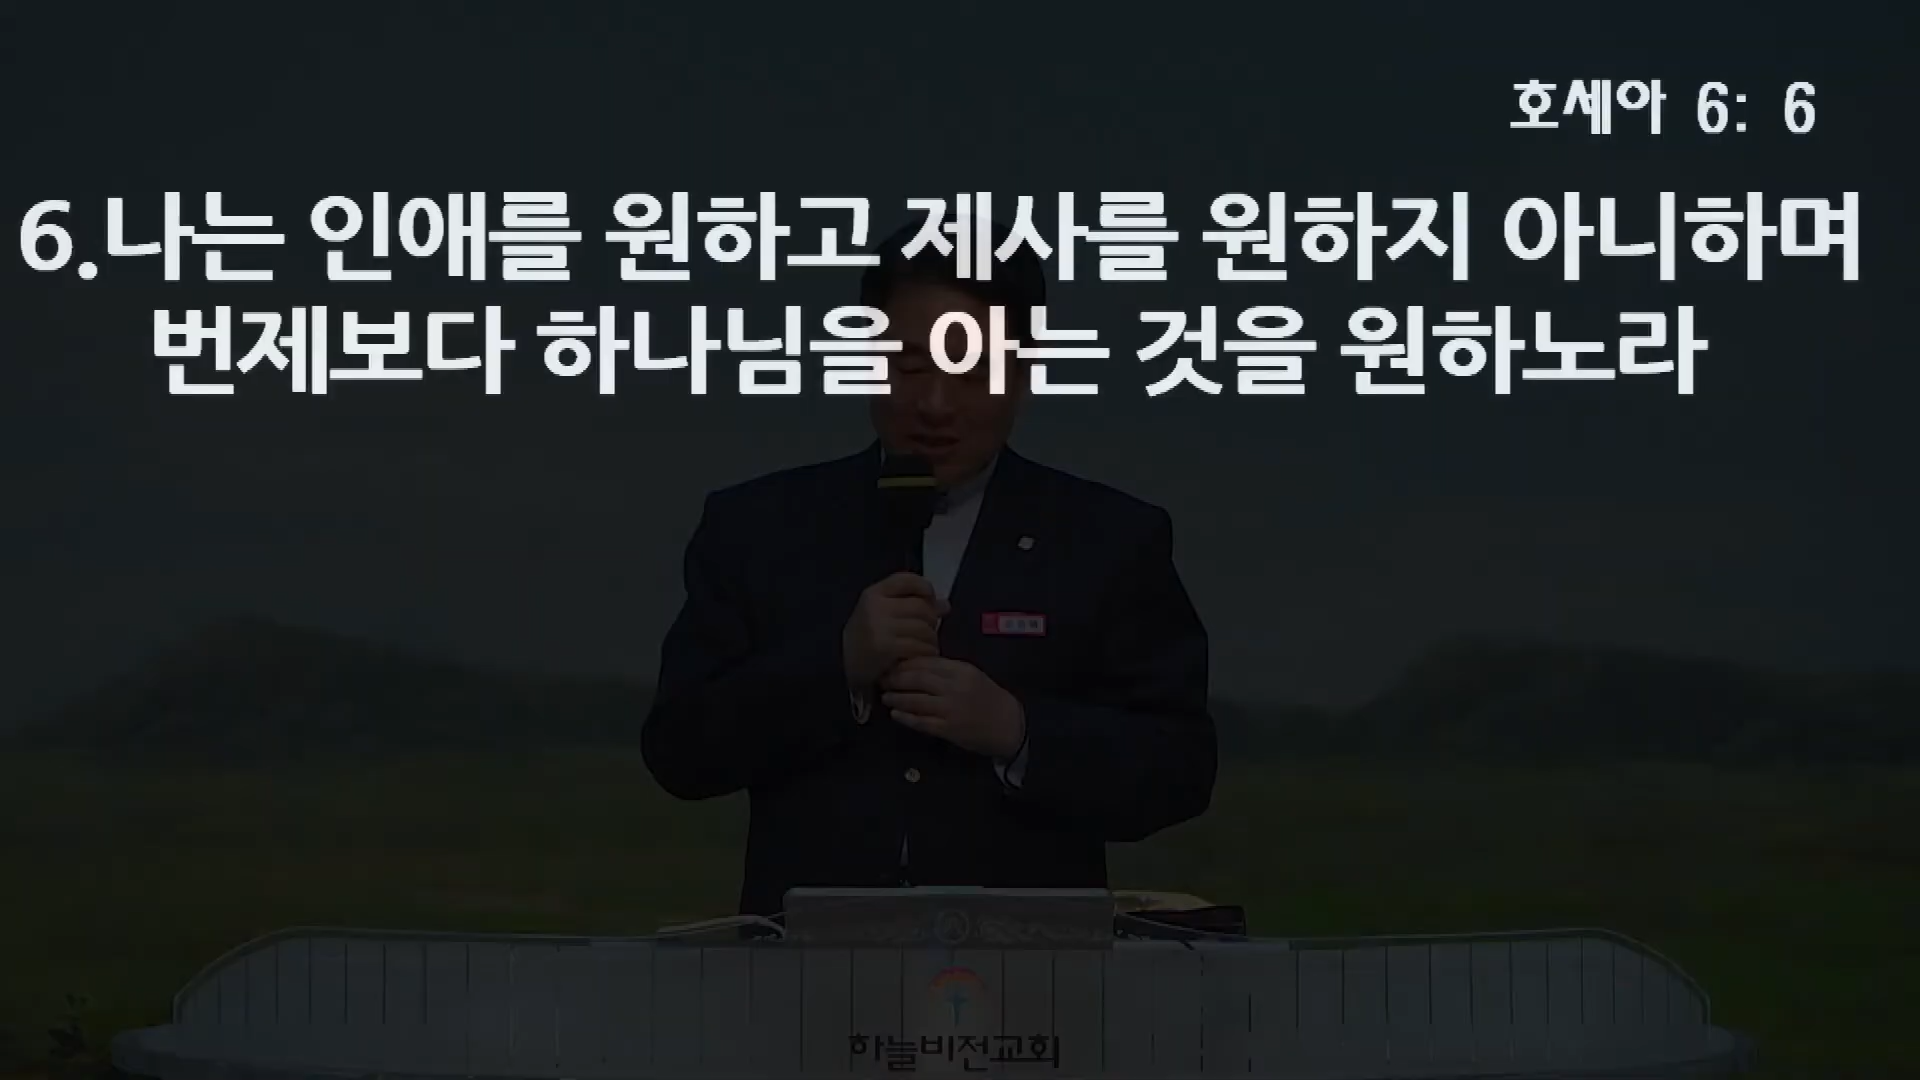 호세아 6: 6
6.나는 인애를 원하고 제사를 원하지 아니하며
번제보다 하나님을 아는 것을 원하노라
하늘비전교회